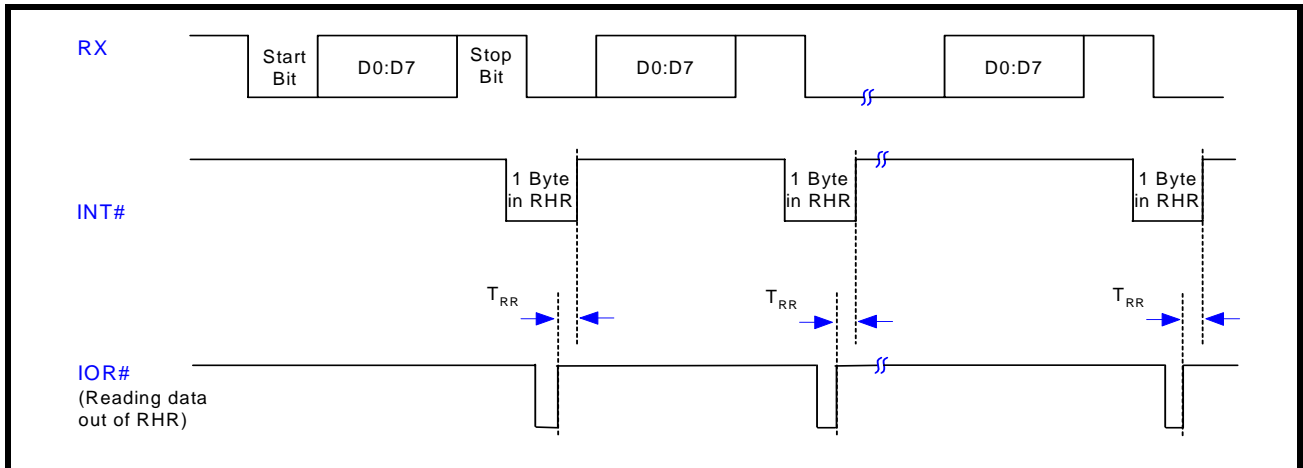 RX
Start
Bit
D0:D7
Stop
Bit
D0:D7
D0:D7
INT#
1 Byte
in RHR
1 Byte
in RHR
1 Byte
in RHR
TRR
TRR
TRR
IOR#
(Reading data
out of RHR)